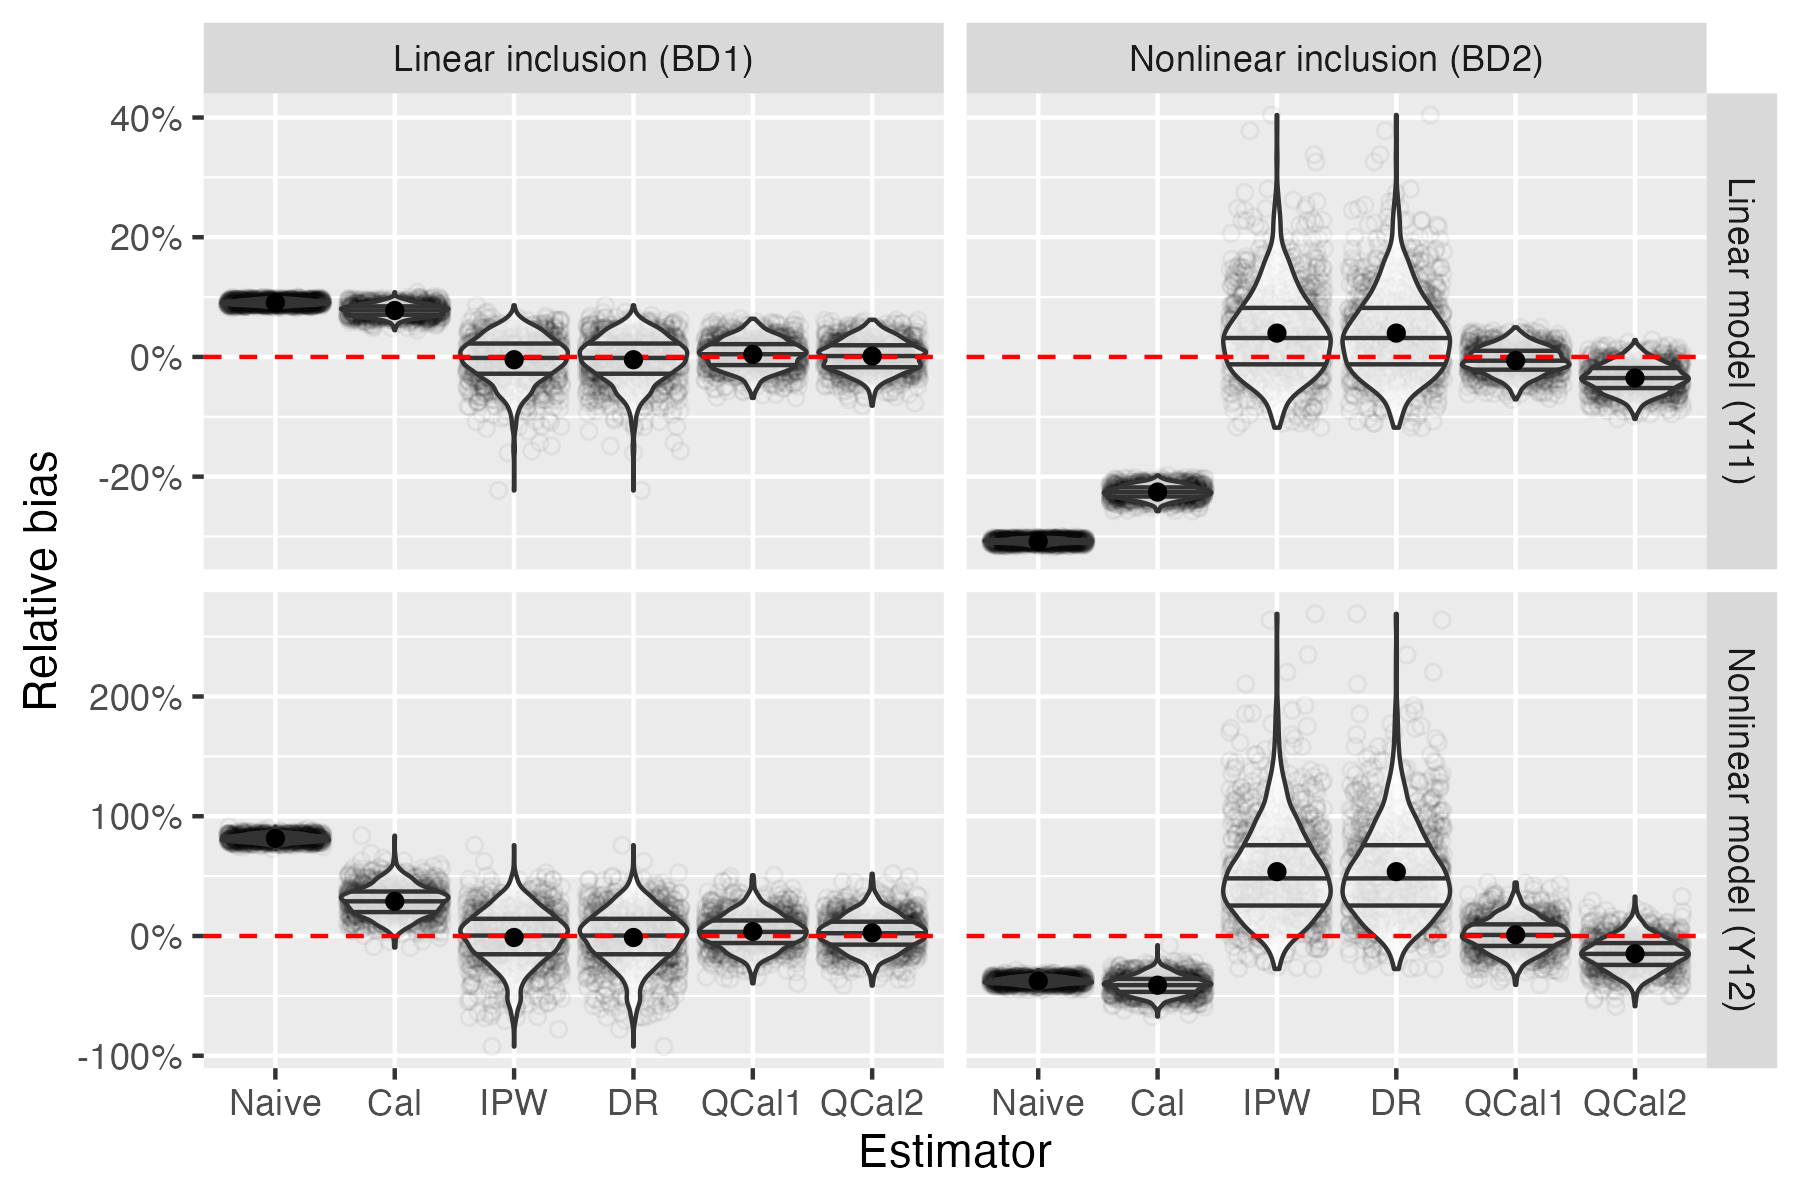 Linear inclusion (BD1)
Nonlinear inclusion (BD2)
40%
20%
0%
-20%
Linear model (Y11)
200%
100%
0%
-100%
Nonlinear model (Y12)
Relative bias
Naive Cal IPW DR QCal1 QCal2
Naive Cal IPW DR QCal1 QCal2
Estimator